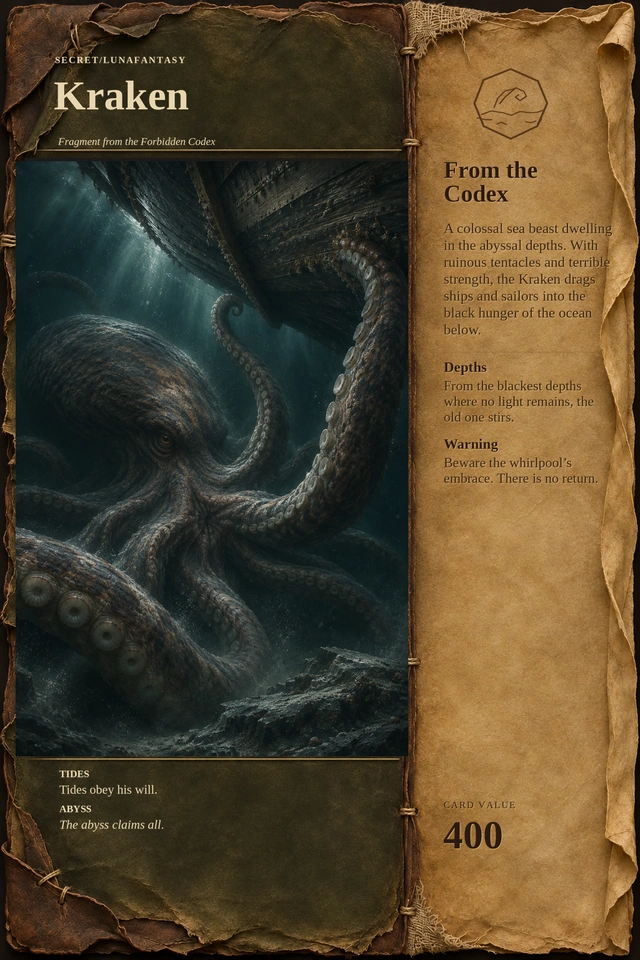 SECRET/LUNAFANTASY
Kraken
Fragment from the Forbidden Codex
TIDES
Tides obey his will.
ABYSS
The abyss claims all.
From the
Codex
A colossal sea beast dwelling
in the abyssal depths. With
ruinous tentacles and terrible
strength, the Kraken drags
ships and sailors into the
black hunger of the ocean
below.
Depths
From the blackest depths
where no light remains, the
old one stirs.
Warning
Beware the whirlpool’s
embrace. There is no return.
CARD VALUE
400